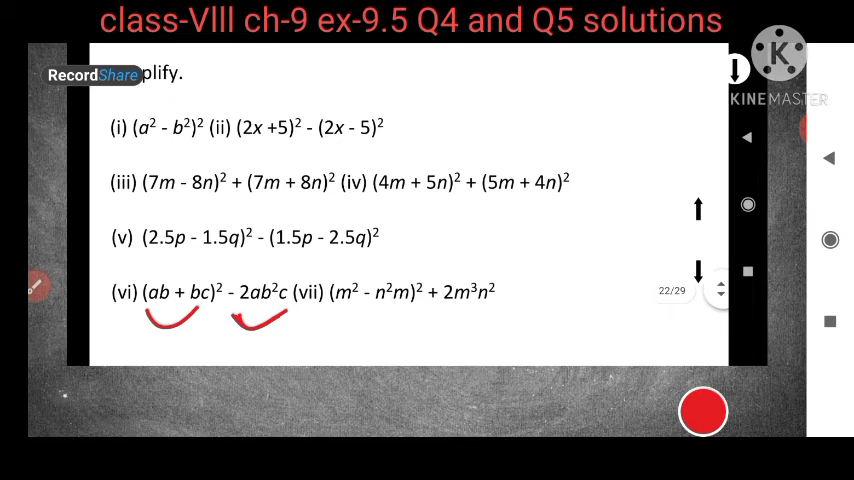 class-VIII ch-9 ex-9.5 Q4 and Q5 solutions
RecordShare
plify.
K
KINEMASTER
(i) (a² - b²)² (ii) (2x +5)² - (2x - 5)²
(iii) (7m - 8n)² + (7m + 8n)² (iv) (4m + 5n)² + (5m + 4n)²
(v) (2.5p - 1.5q)² - (1.5p - 2.5q)²
(vi) (ab + bc)² - 2ab²c (vii) (m² - n²m)² + 2m³n²
22/29